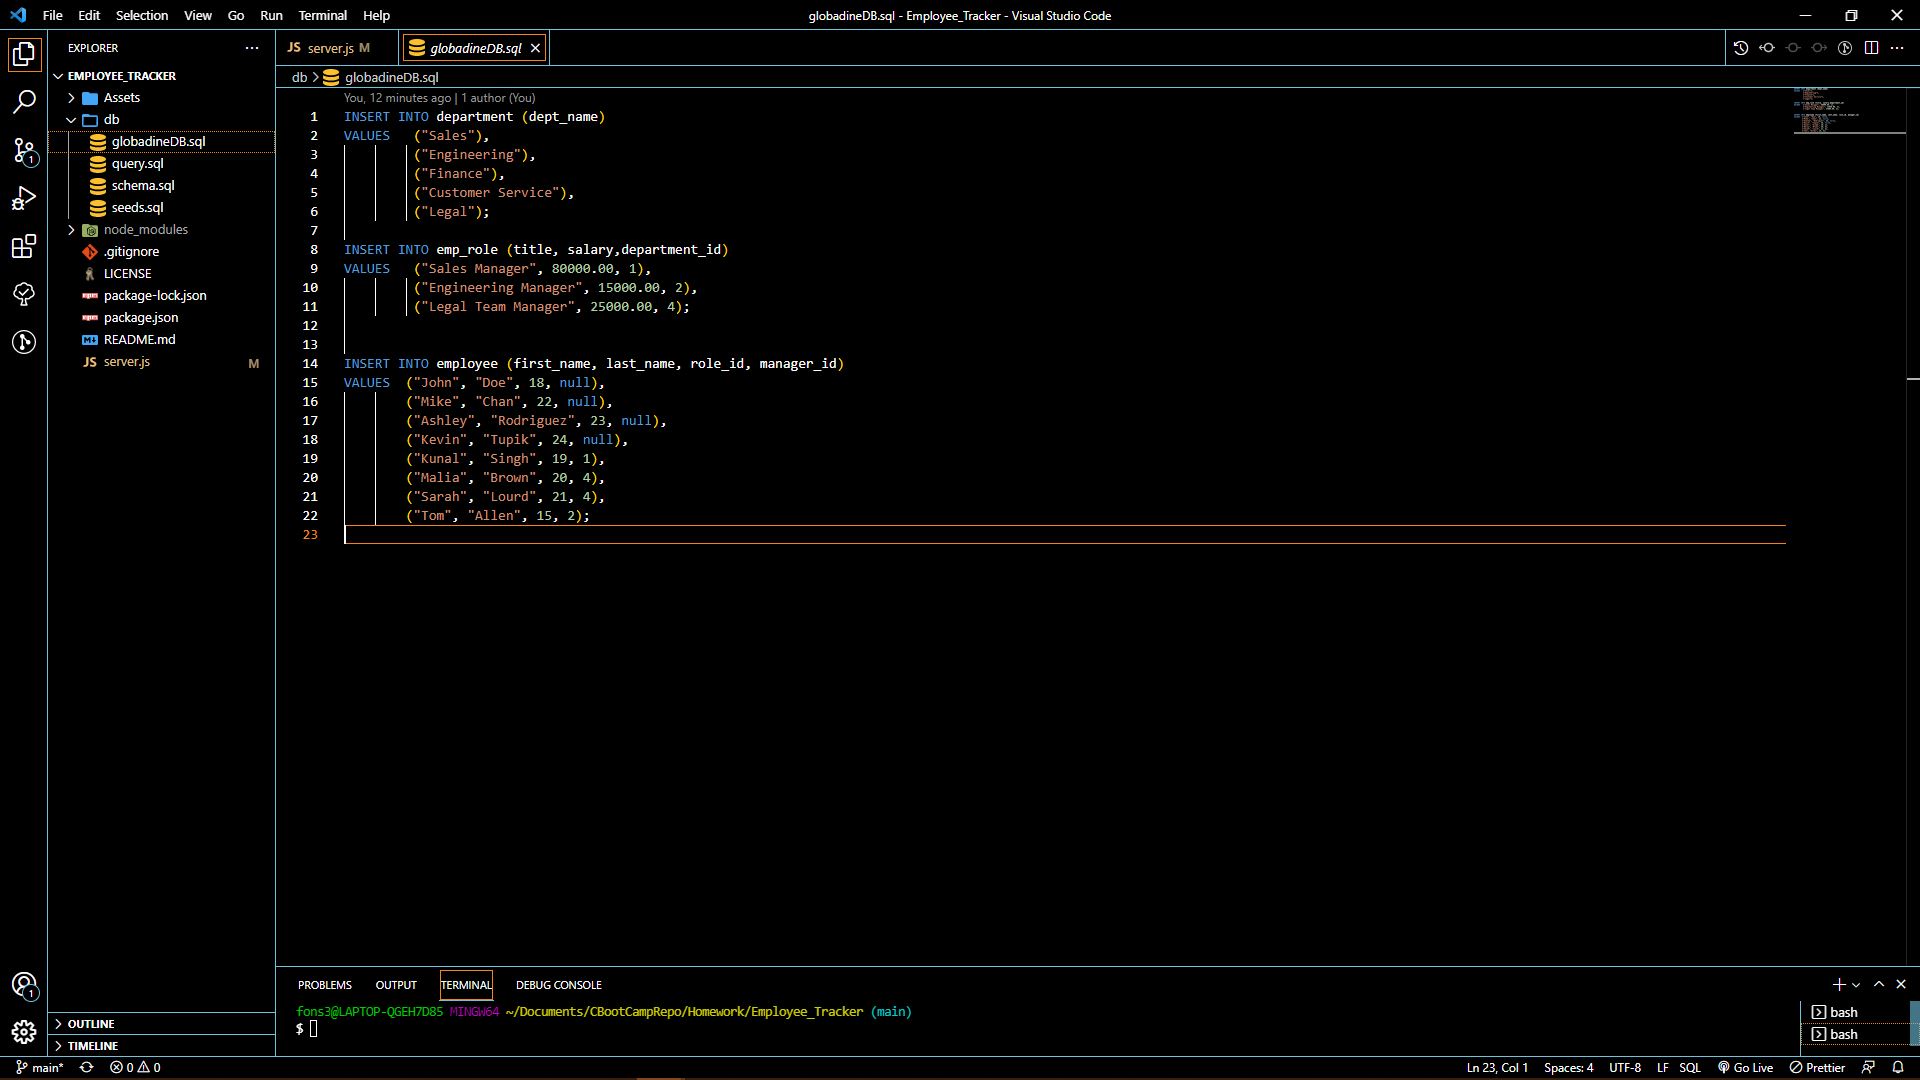 File Edit Selection View Go Run Terminal Help
globadineDB.sql - Employee_Tracker - Visual Studio Code
EXPLORER
EMPLOYEE_TRACKER
Assets
db
globadineDB.sql
query.sql
schema.sql
seeds.sql
node_modules
.gitignore
LICENSE
package-lock.json
package.json
README.md
JS server.js M
OUTLINE
TIMELINE
JS server.js M
globadineDB.sql
db > globadineDB.sql
You, 12 minutes ago | 1 author (You)
1 INSERT INTO department (dept_name)
2 VALUES ("Sales"),
3 ("Engineering"),
4 ("Finance"),
5 ("Customer Service"),
6 ("Legal");
7
8 INSERT INTO emp_role (title, salary,department_id)
9 VALUES ("Sales Manager", 80000.00, 1),
10 ("Engineering Manager", 15000.00, 2),
11 ("Legal Team Manager", 25000.00, 4);
12
13
14 INSERT INTO employee (first_name, last_name, role_id, manager_id)
15 VALUES ("John", "Doe", 18, null),
16 ("Mike", "Chan", 22, null),
17 ("Ashley", "Rodriguez", 23, null),
18 ("Kevin", "Tupik", 24, null),
19 ("Kunal", "Singh", 19, 1),
20 ("Malia", "Brown", 20, 4),
21 ("Sarah", "Lourd", 21, 4),
22 ("Tom", "Allen", 15, 2);
23
PROBLEMS OUTPUT TERMINAL DEBUG CONSOLE
fons3@LAPTOP-QGEH7D85 MINGW64 ~/Documents/CBootCampRepo/Homework/Employee_Tracker (main)
$
bash
bash
main* 0 0
Ln 23, Col 1 Spaces: 4 UTF-8 LF SQL Go Live Prettier